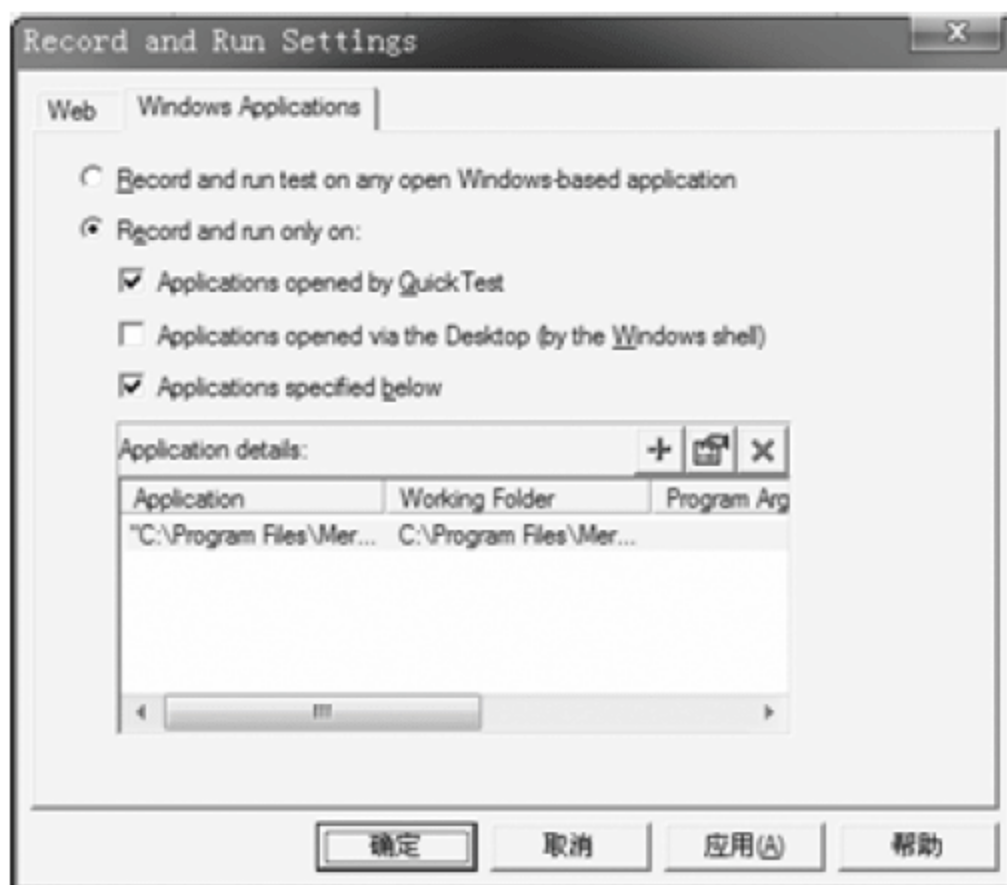 Record and Run Settings
Web
Windows Applications
Record and run test on any open Windows-based application
Record and run only on:
Applications opened by QuickTest
Applications opened via the Desktop (by the Windows shell)
Applications specified below
Application details:
Application Working Folder Program Arg
"C:\Program Files\Mer... C:\Program Files\Mer...
确定 取消 应用(A) 帮助